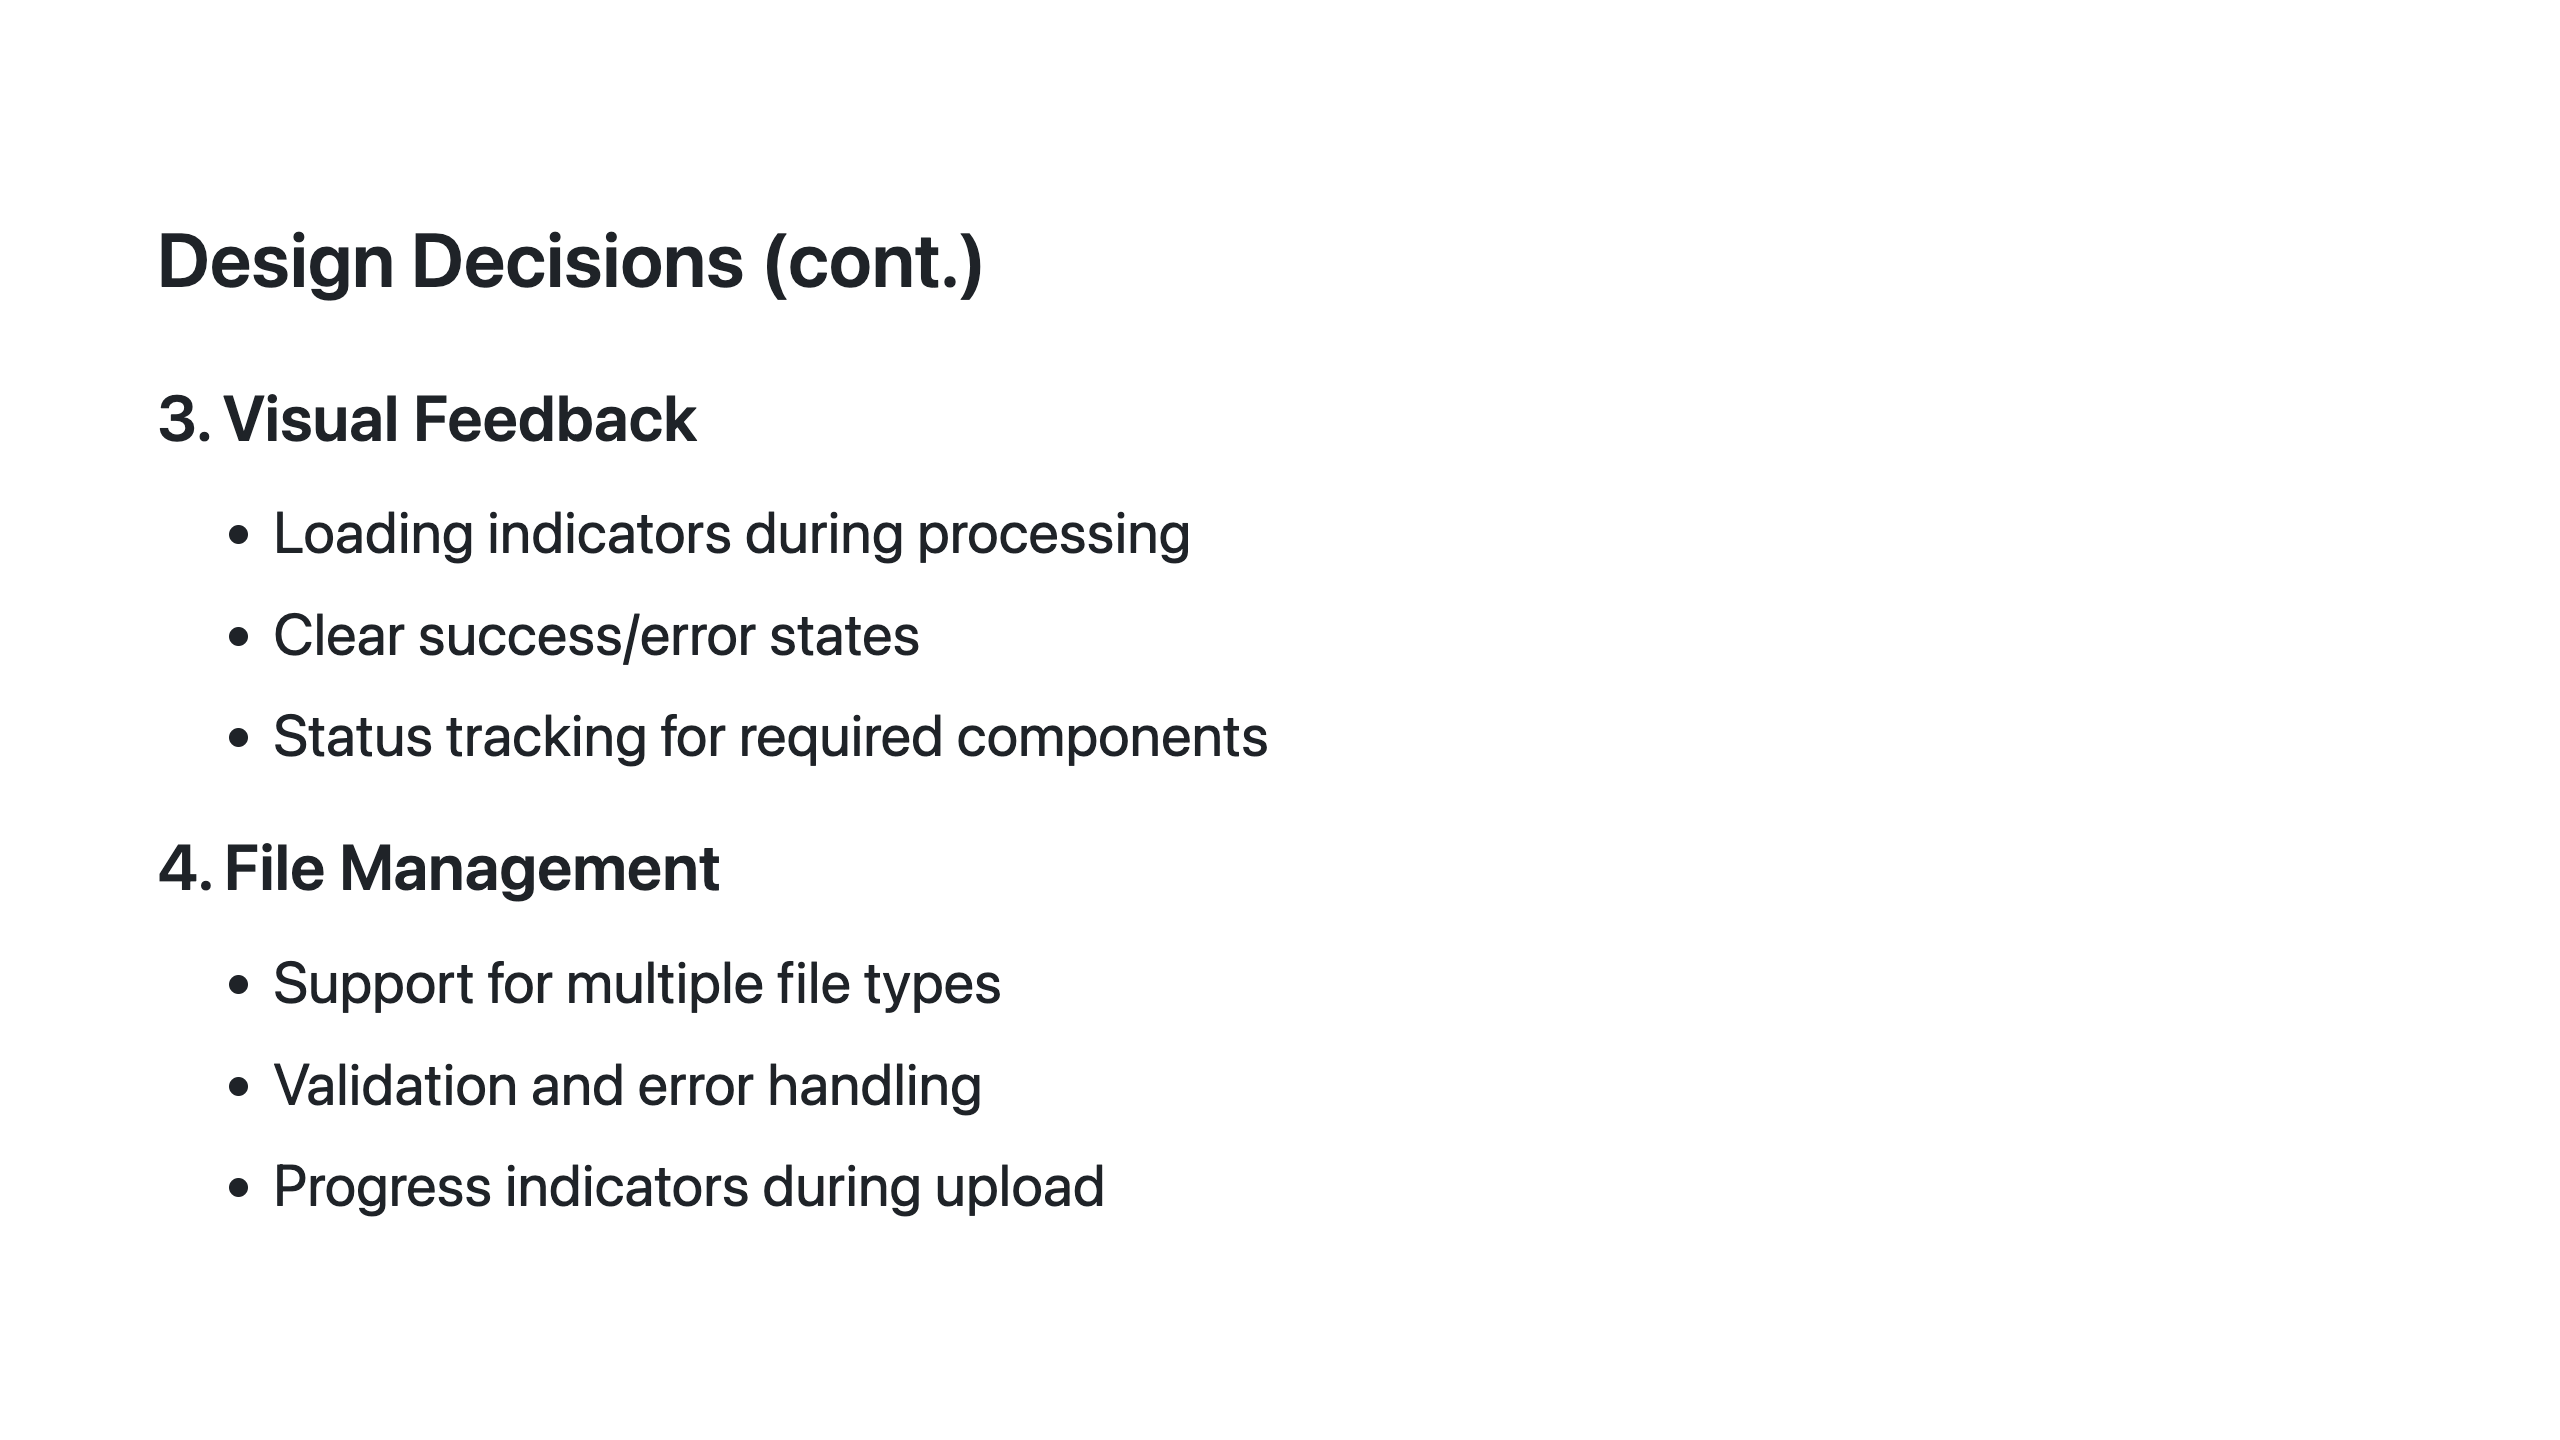 Design Decisions (cont.)
3. Visual Feedback
• Loading indicators during processing
• Clear success/error states
• Status tracking for required components
4. File Management
• Support for multiple file types
• Validation and error handling
• Progress indicators during upload